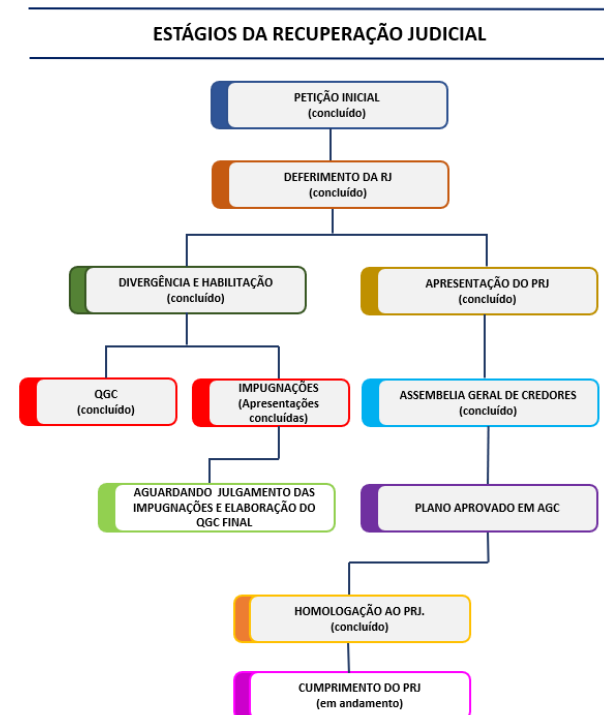 ESTÁGIOS DA RECUPERAÇÃO JUDICIAL
PETIÇÃO INICIAL
(concluído)
DEFERIMENTO DA RJ
(concluído)
DIVERGÊNCIA E HABILITAÇÃO
(concluído)
APRESENTAÇÃO DO PRJ
(concluído)
QGC
(concluído)
IMPUGNAÇÕES
(Apresentações
concluídas)
ASSEMBELIA GERAL DE CREDORES
(concluído)
AGUARDANDO JULGAMENTO DAS
IMPUGNAÇÕES E ELABORAÇÃO DO
QGC FINAL
PLANO APROVADO EM AGC
HOMOLOGAÇÃO AO PRJ.
(concluído)
CUMPRIMENTO DO PRJ
(em andamento)